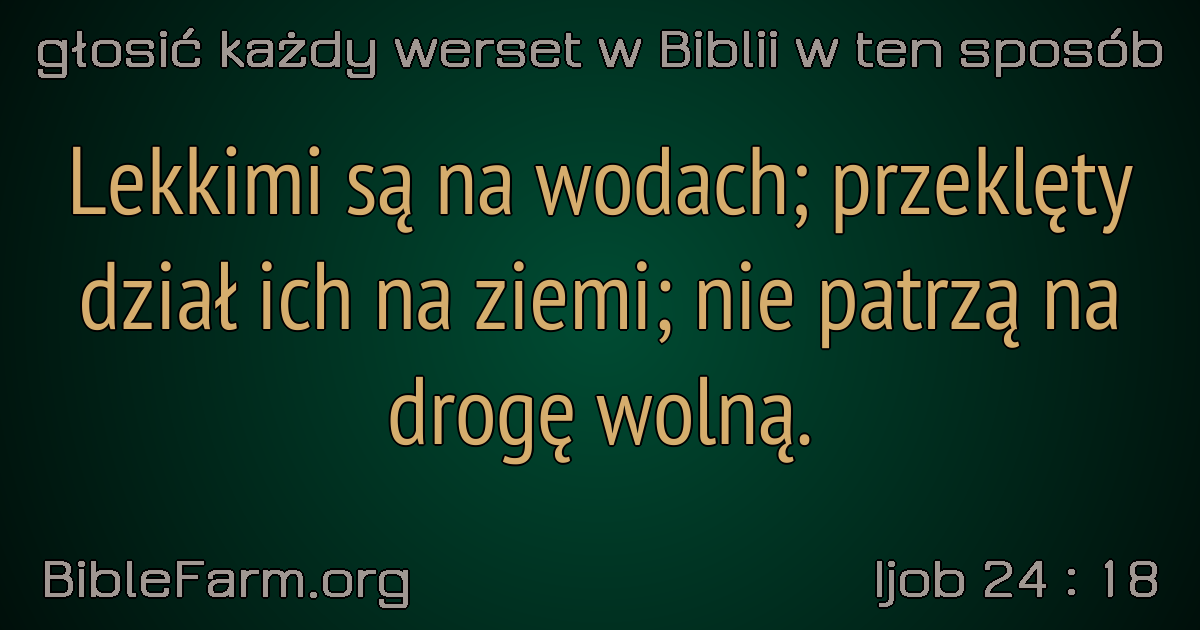 głosić każdy werset w Biblii w ten sposób
Lekkimi są na wodach; przeklęty
dział ich na ziemi; nie patrzą na
drogę wolną.
BibleFarm.org
Ijob 24 : 18